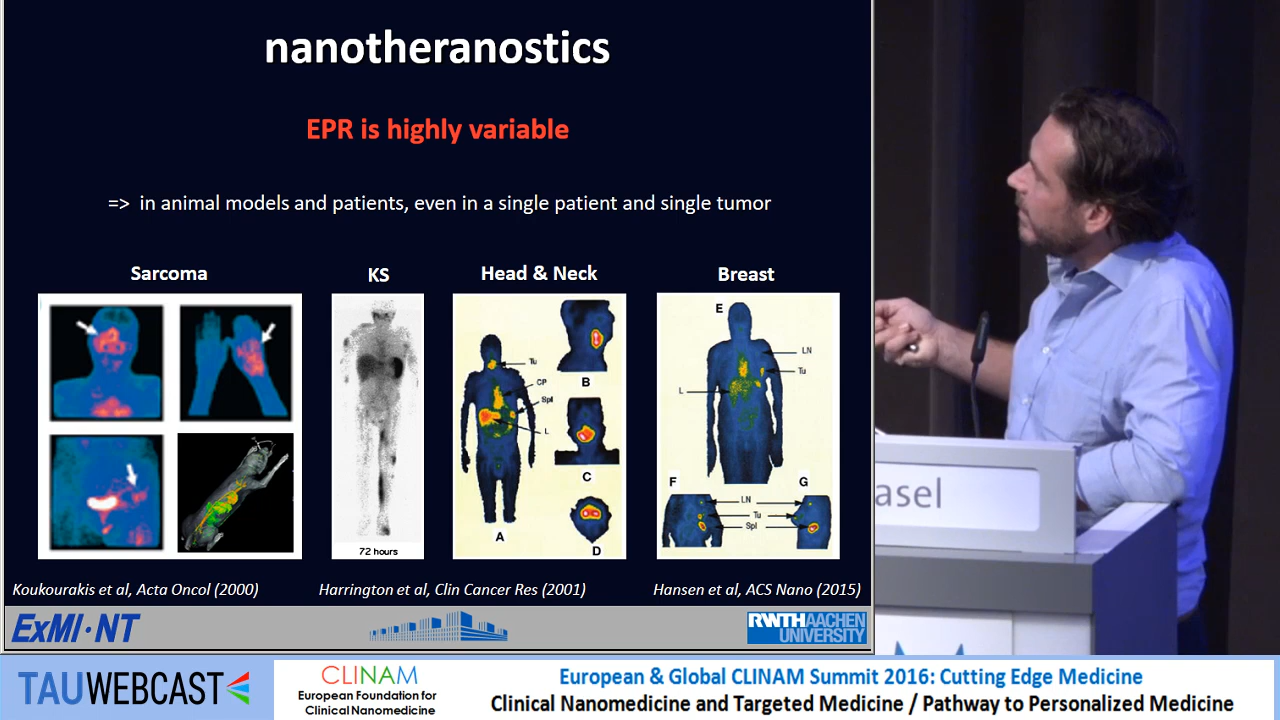 nanotheranostics
EPR is highly variable
=> in animal models and patients, even in a single patient and single tumor
Sarcoma
KS
Head & Neck
Breast
72 hours
Tu
CP
Spl
L
A
B
C
D
E
LN
Tu
L
F
G
LN
Tu
Spl
Koukourakis et al, Acta Oncol (2000)
Harrington et al, Clin Cancer Res (2001)
Hansen et al, ACS Nano (2015)
ExMI·NT
RWTHAACHEN
UNIVERSITY
asel
TAUWEBCAST
CLINAM
European Foundation for
Clinical Nanomedicine
European & Global CLINAM Summit 2016: Cutting Edge Medicine
Clinical Nanomedicine and Targeted Medicine / Pathway to Personalized Medicine